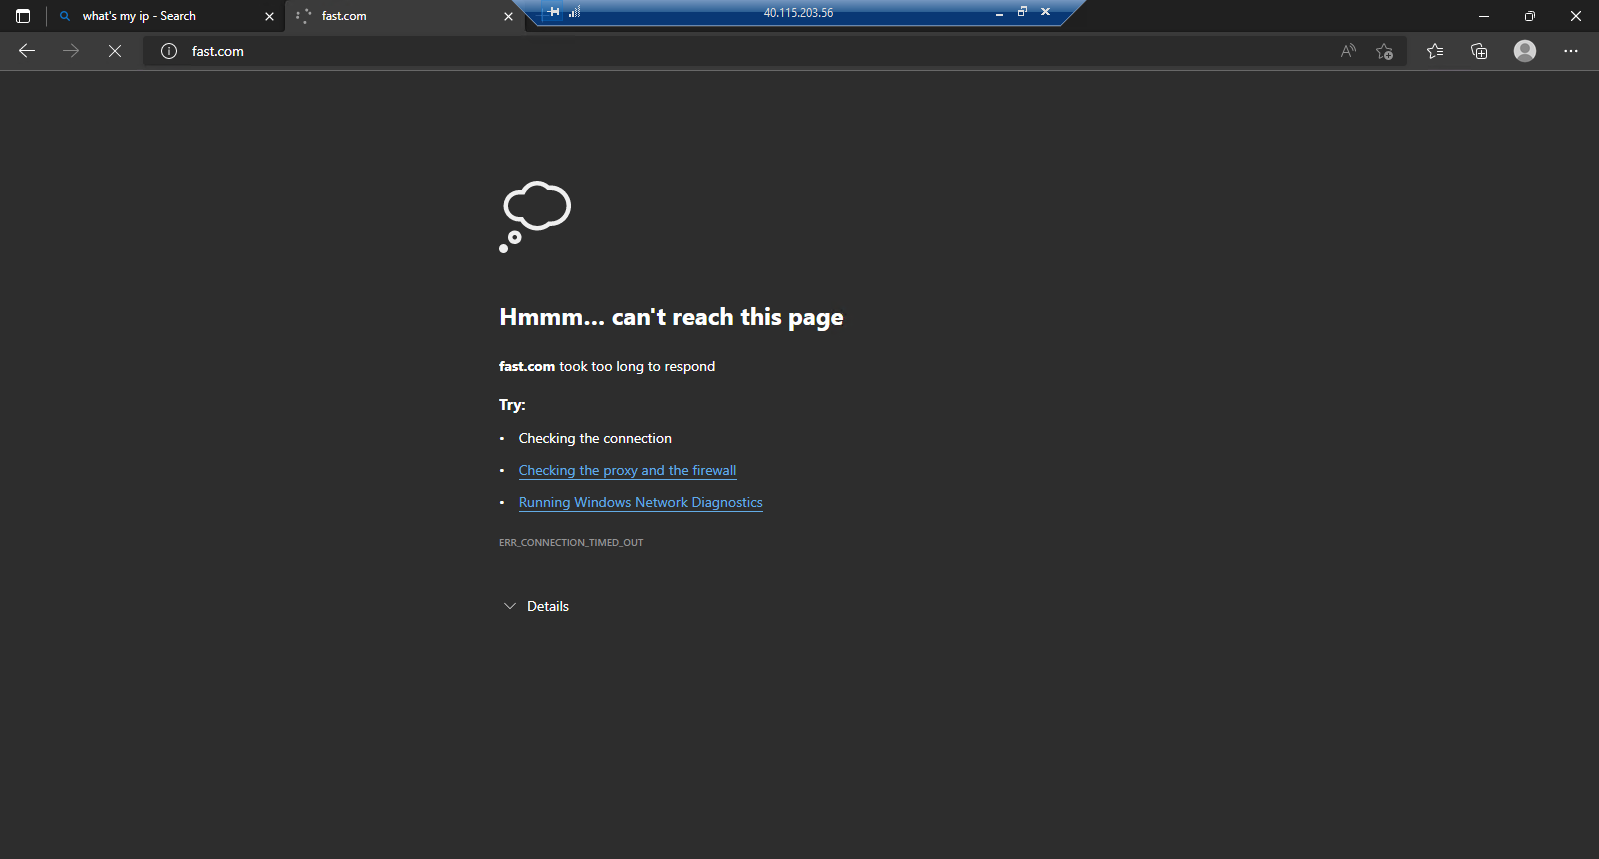 what's my ip - Search
fast.com
40.115.203.56
fast.com
Hmmm... can't reach this page
fast.com took too long to respond
Try:
• Checking the connection
• Checking the proxy and the firewall
• Running Windows Network Diagnostics
ERR_CONNECTION_TIMED_OUT
Details